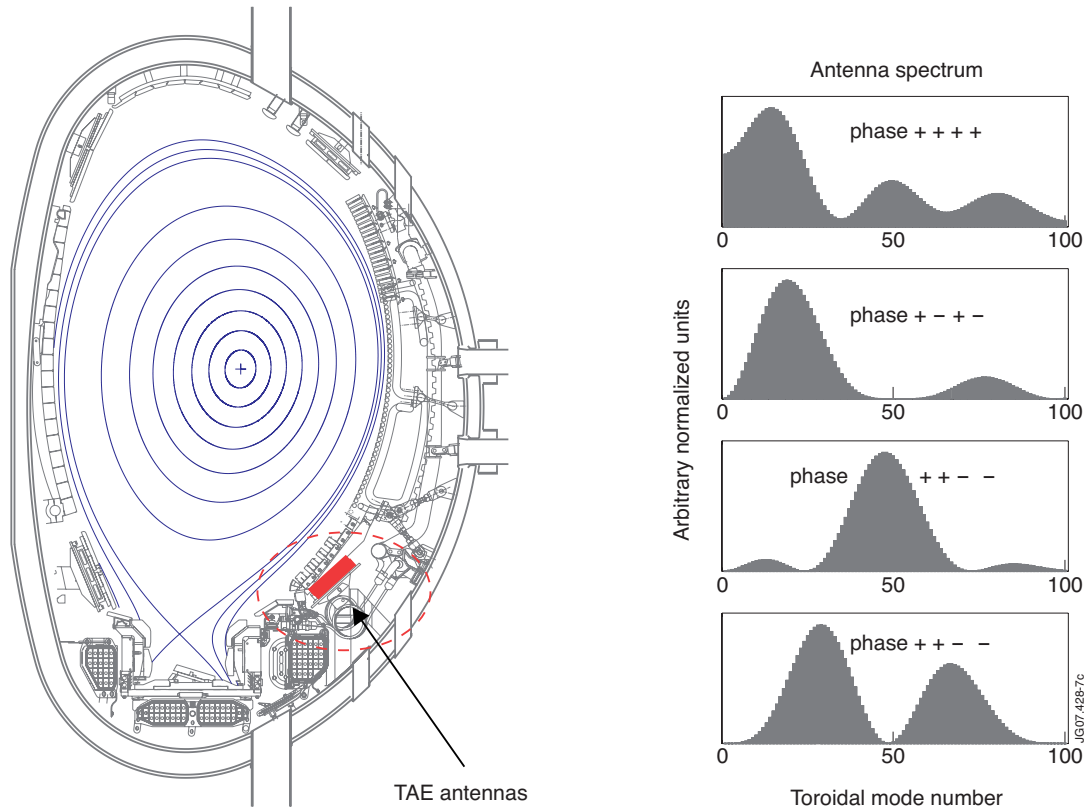 TAE antennas
Antenna spectrum
Arbitrary normalized units
phase + + + +
0 50 100
phase + − + −
0 50 100
phase + + − −
0 50 100
phase + + − −
0 50 100
Toroidal mode number
JG07.428-7c